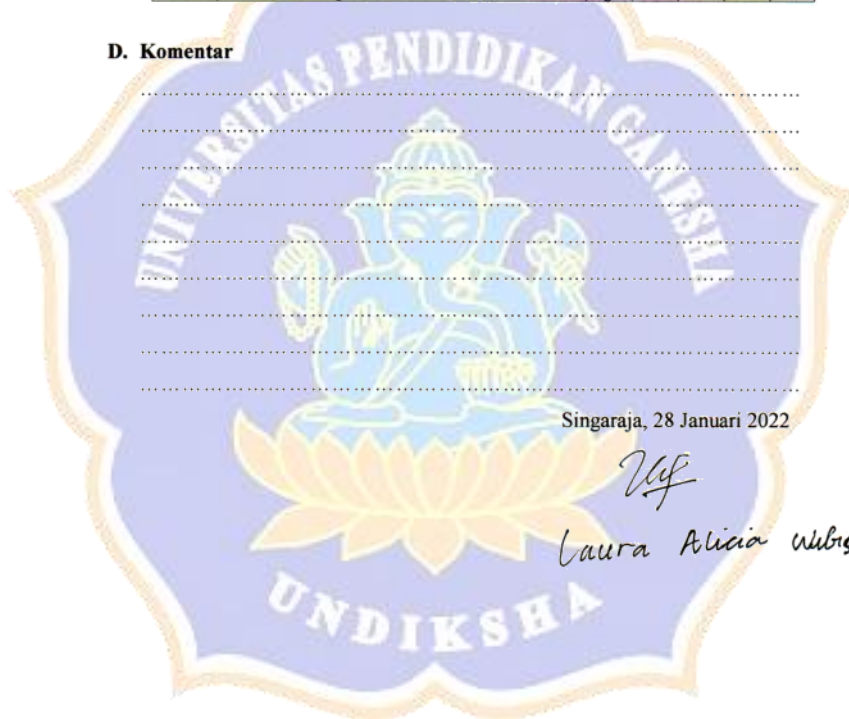 D. Komentar
UNIVERSITAS PENDIDIKAN GANESHA
Singaraja, 28 Januari 2022
Laura Alicia
UNDIKSHA